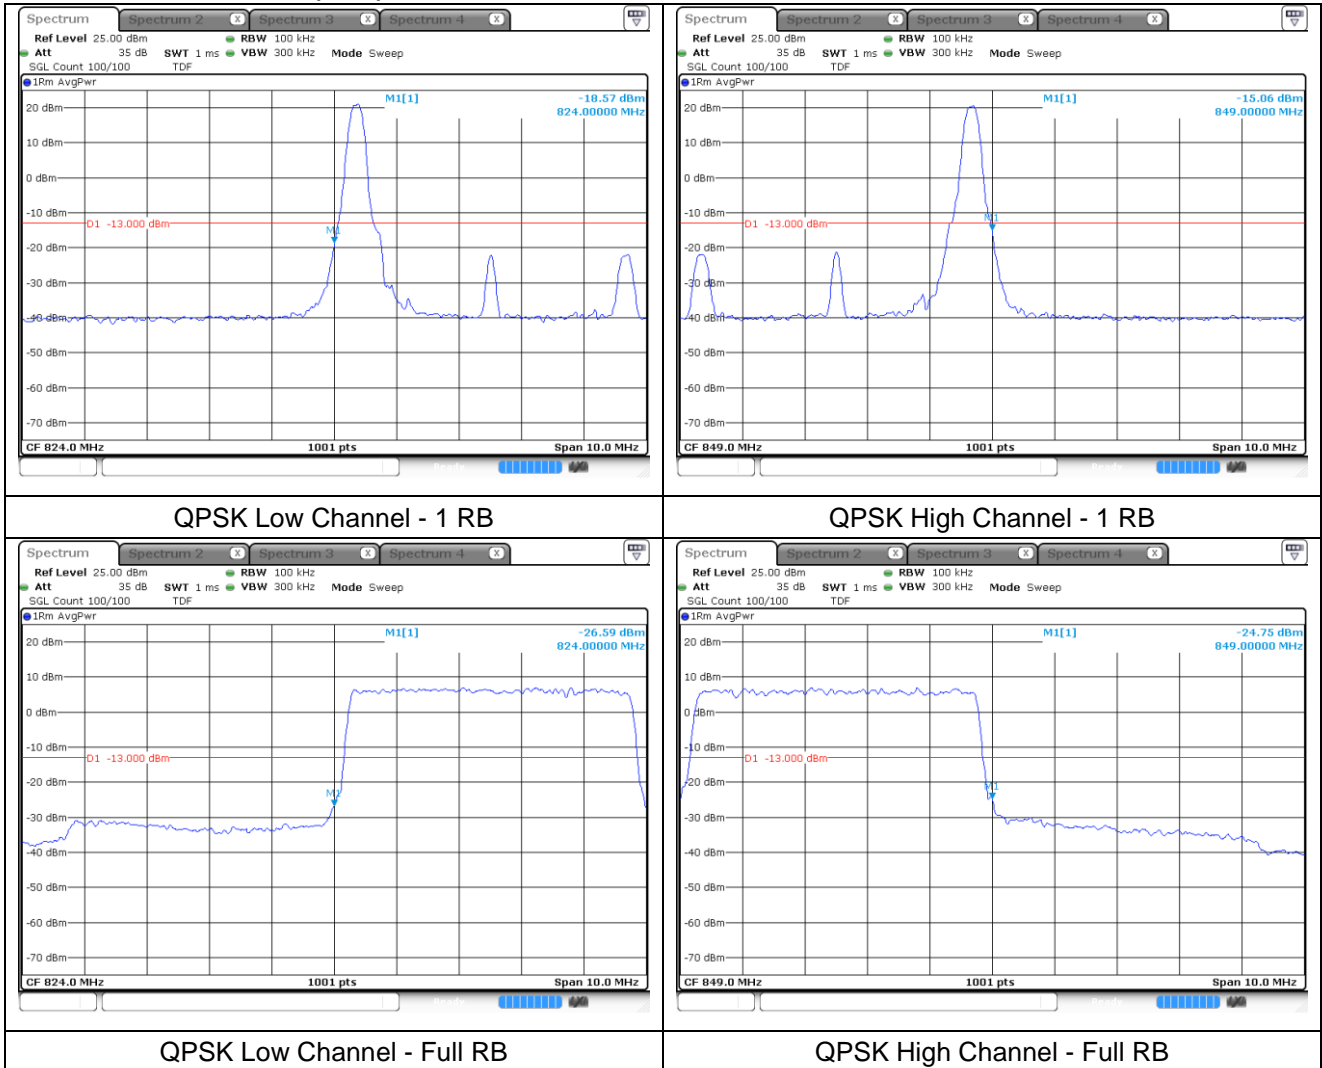 Spectrum Spectrum 2 X Spectrum 3 X Spectrum 4 X
Ref Level 25.00 dBm RBW 100 kHz
Att 35 dB SWT 1 ms VBW 300 kHz Mode Sweep
SGL Count 100/100 TDF
1Rm AvgPwr
M1[1] -18.57 dBm
824.00000 MHz
20 dBm
10 dBm
0 dBm
-10 dBm
D1 -13.000 dBm
M1
-20 dBm
-30 dBm
-40 dBm
-50 dBm
-60 dBm
-70 dBm
CF 824.0 MHz 1001 pts Span 10.0 MHz
QPSK Low Channel - 1 RB
Spectrum Spectrum 2 X Spectrum 3 X Spectrum 4 X
Ref Level 25.00 dBm RBW 100 kHz
Att 35 dB SWT 1 ms VBW 300 kHz Mode Sweep
SGL Count 100/100 TDF
1Rm AvgPwr
M1[1] -15.06 dBm
849.00000 MHz
20 dBm
10 dBm
0 dBm
-10 dBm
D1 -13.000 dBm
M1
-20 dBm
-30 dBm
-40 dBm
-50 dBm
-60 dBm
-70 dBm
CF 849.0 MHz 1001 pts Span 10.0 MHz
QPSK High Channel - 1 RB
Spectrum Spectrum 2 X Spectrum 3 X Spectrum 4 X
Ref Level 25.00 dBm RBW 100 kHz
Att 35 dB SWT 1 ms VBW 300 kHz Mode Sweep
SGL Count 100/100 TDF
1Rm AvgPwr
M1[1] -26.59 dBm
824.00000 MHz
20 dBm
10 dBm
0 dBm
-10 dBm
D1 -13.000 dBm
-20 dBm
M1
-30 dBm
-40 dBm
-50 dBm
-60 dBm
-70 dBm
CF 824.0 MHz 1001 pts Span 10.0 MHz
QPSK Low Channel - Full RB
Spectrum Spectrum 2 X Spectrum 3 X Spectrum 4 X
Ref Level 25.00 dBm RBW 100 kHz
Att 35 dB SWT 1 ms VBW 300 kHz Mode Sweep
SGL Count 100/100 TDF
1Rm AvgPwr
M1[1] -24.75 dBm
849.00000 MHz
20 dBm
10 dBm
0 dBm
-10 dBm
D1 -13.000 dBm
-20 dBm
M1
-30 dBm
-40 dBm
-50 dBm
-60 dBm
-70 dBm
CF 849.0 MHz 1001 pts Span 10.0 MHz
QPSK High Channel - Full RB